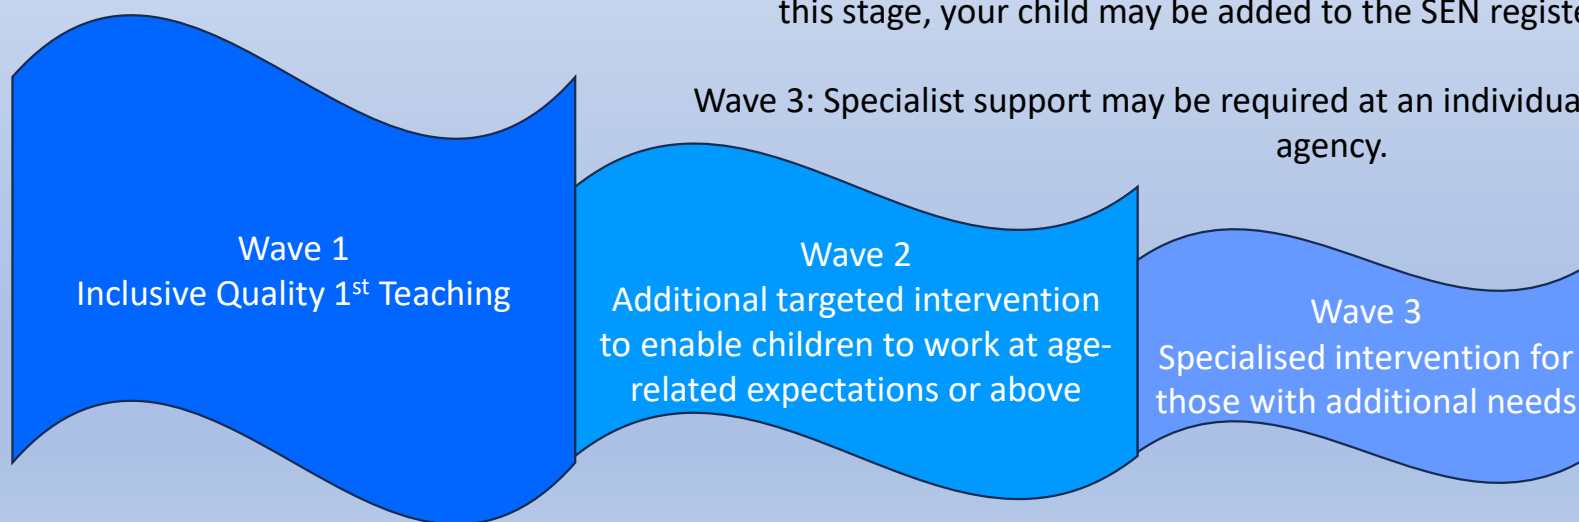 this stage, your child may be added to the SEN registe
Wave 3: Specialist support may be required at an individua
agency.
Wave 1
Inclusive Quality 1st Teaching
Wave 2
Additional targeted intervention
to enable children to work at age-
related expectations or above
Wave 3
Specialised intervention for
those with additional needs